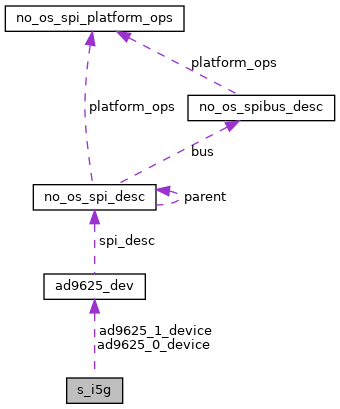 no_os_spi_platform_ops
platform_ops
no_os_spibus_desc
platform_ops
bus
no_os_spi_desc
parent
spi_desc
ad9625_dev
ad9625_1_device
ad9625_0_device
s_i5g